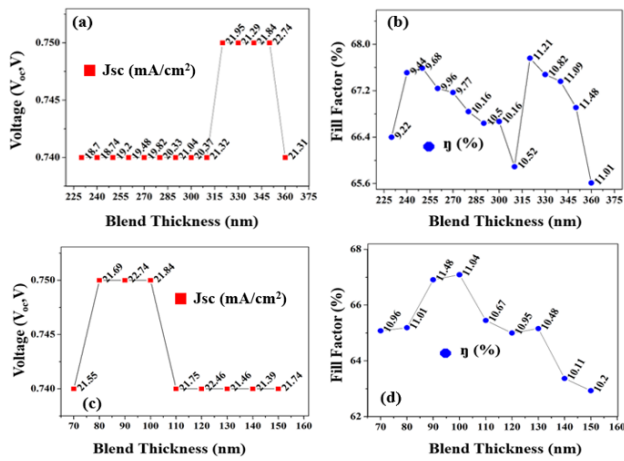 (a)
Jsc (mA/cm²)
Voltage (Voc,V)
0.750
0.745
0.740
18.7 18.74 19.2 19.48 19.82 20.33 21.04 20.37 21.32 21.95 21.29 21.84 22.74 21.31
225 240 255 270 285 300 315 330 345 360 375
Blend Thickness (nm)
(b)
η (%)
Fill Factor (%)
68.0
67.2
66.4
65.6
9.22 9.44 9.68 9.96 9.77 10.16 10.5 10.16 10.52 11.21 10.82 11.09 11.48 11.01
225 240 255 270 285 300 315 330 345 360 375
Blend Thickness (nm)
(c)
Jsc (mA/cm²)
Voltage (Voc,V)
0.750
0.745
0.740
21.55 21.69 22.74 21.84 21.75 22.46 21.46 21.39 21.74
70 80 90 100 110 120 130 140 150 160
Blend Thickness (nm)
(d)
η (%)
Fill Factor (%)
68
67
65
63
62
10.96 11.01 11.48 11.04 10.67 10.95 10.48 10.11 10.2
70 80 90 100 110 120 130 140 150 160
Blend Thickness (nm)